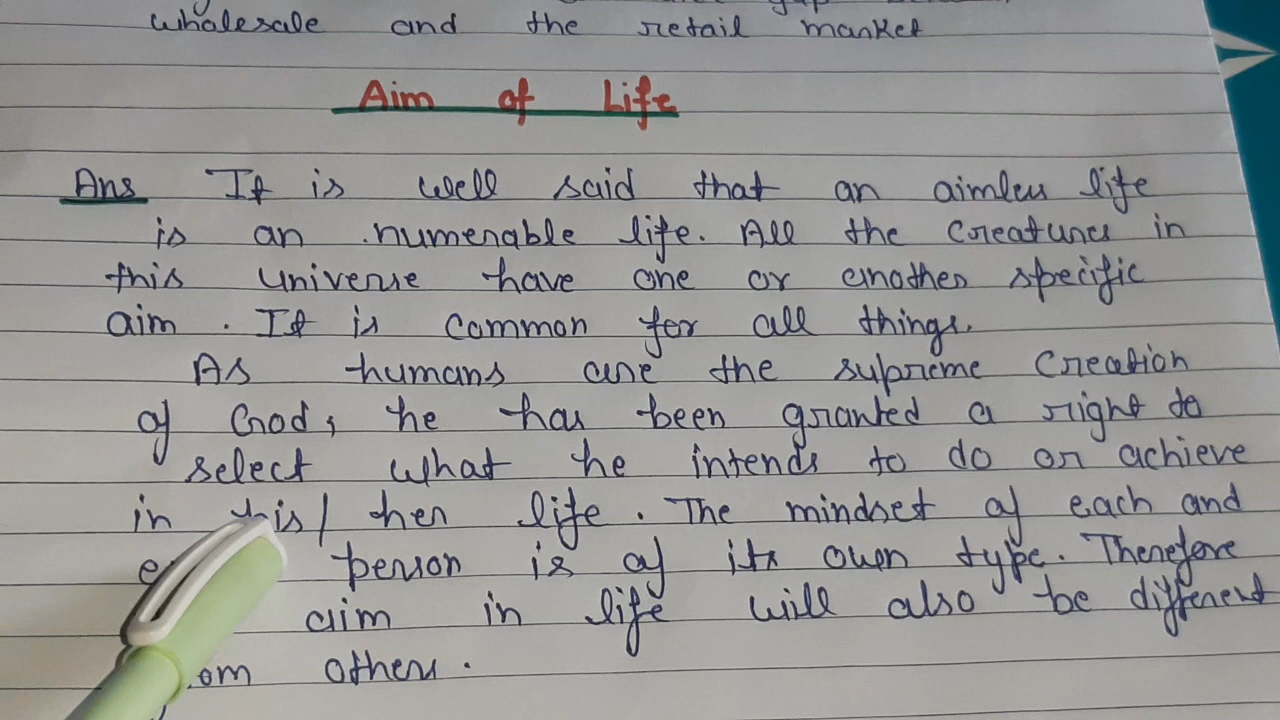 wholesale and the retail market
Aim of Life
Ans It is well said that an aimless life
is an numerable life. All the creatures in
this universe have one or another specific
aim. It is common for all things.
As humans are the supreme creation
of God, he has been granted a right to
select what he intends to do or achieve
in his/her life. The mindset of each and
person is of its own type. Therefore
aim in life will also be different
others.